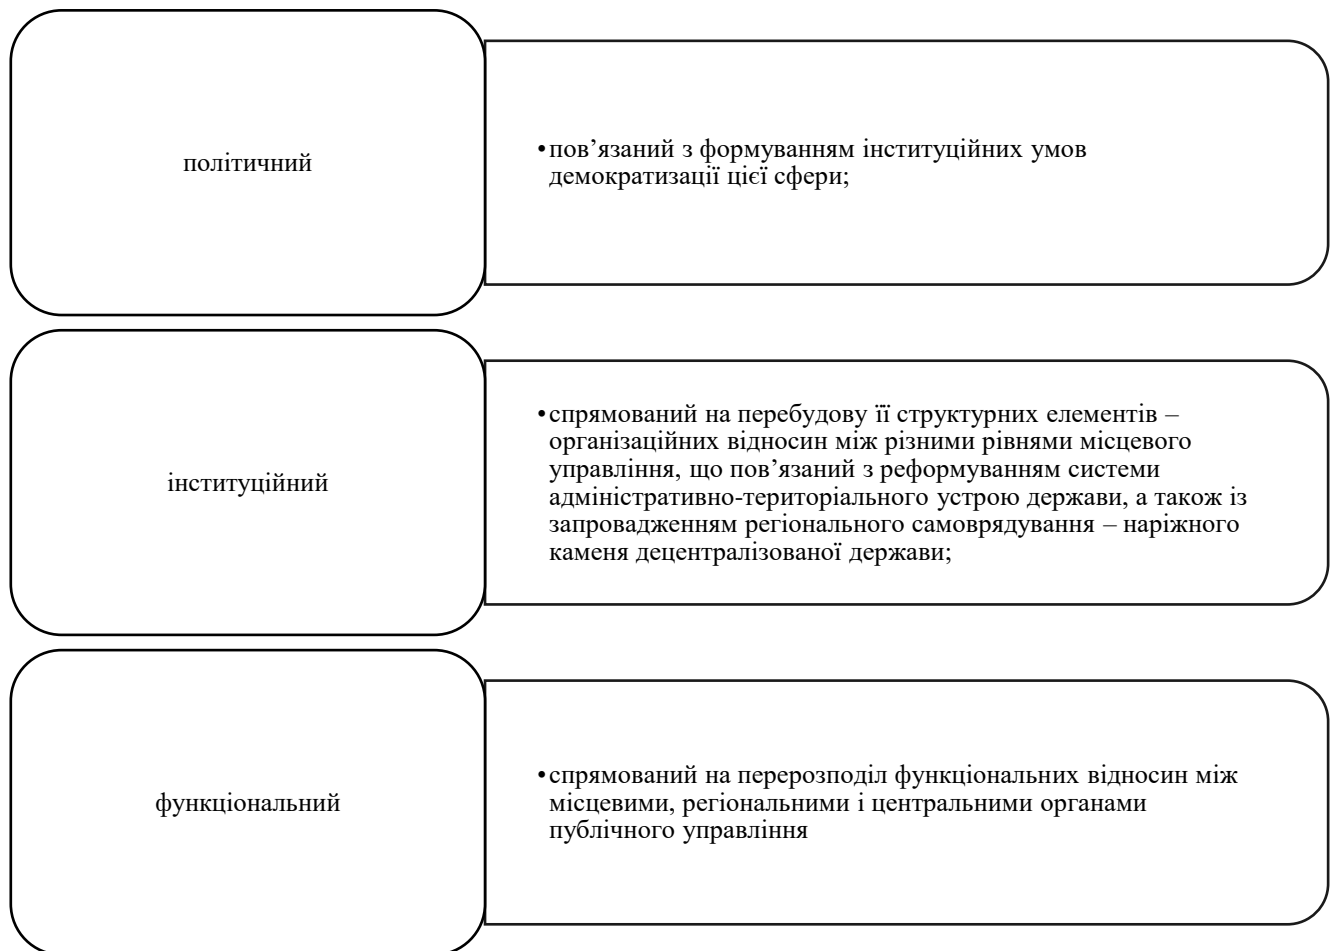 політичний
•пов’язаний з формуванням інституційних умов
демократизації цієї сфери;
інституційний
•спрямований на перебудову її структурних елементів –
організаційних відносин між різними рівнями місцевого
управління, що пов’язаний з реформуванням системи
адміністративно-територіального устрою держави, а також із
запровадженням регіонального самоврядування – наріжного
каменя децентралізованої держави;
функціональний
•спрямований на перерозподіл функціональних відносин між
місцевими, регіональними і центральними органами
публічного управління